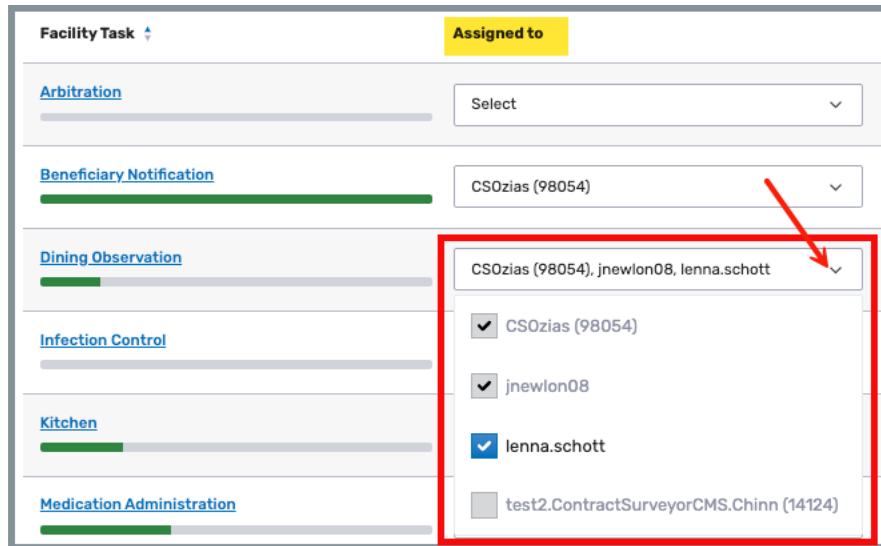 Facility Task
Assigned to
Arbitration
Select
Beneficiary Notification
CSOzias (98054)
Dining Observation
CSOzias (98054), jnewlon08, lenna.schott
CSOzias (98054)
Infection Control
jnewlon08
Kitchen
lenna.schott
Medication Administration
test2.ContractSurveyorCMS.Chinn (14124)